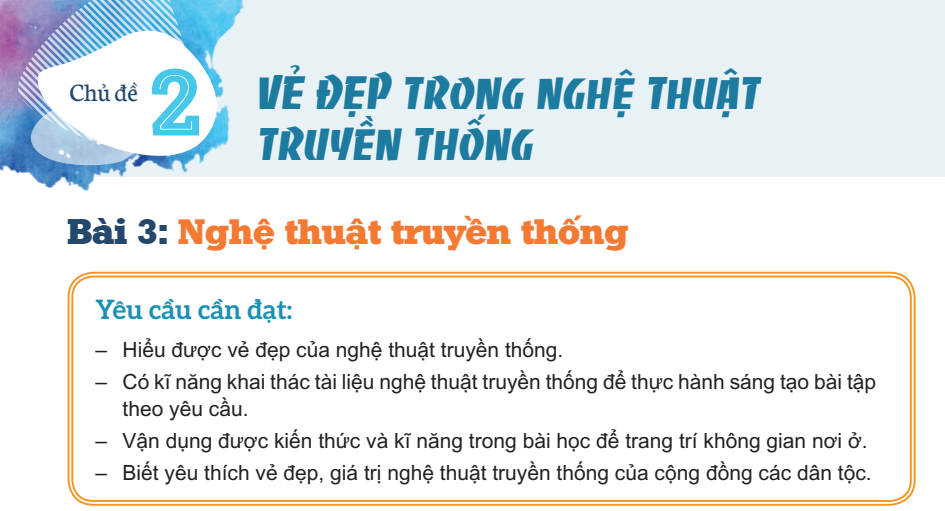 Chủ đề 2
VẺ ĐẸP TRONG NGHỆ THUẬT
TRUYỀN THỐNG
Bài 3: Nghệ thuật truyền thống
Yêu cầu cần đạt:
– Hiểu được vẻ đẹp của nghệ thuật truyền thống.
– Có kĩ năng khai thác tài liệu nghệ thuật truyền thống để thực hành sáng tạo bài tập
theo yêu cầu.
– Vận dụng được kiến thức và kĩ năng trong bài học để trang trí không gian nơi ở.
– Biết yêu thích vẻ đẹp, giá trị nghệ thuật truyền thống của cộng đồng các dân tộc.